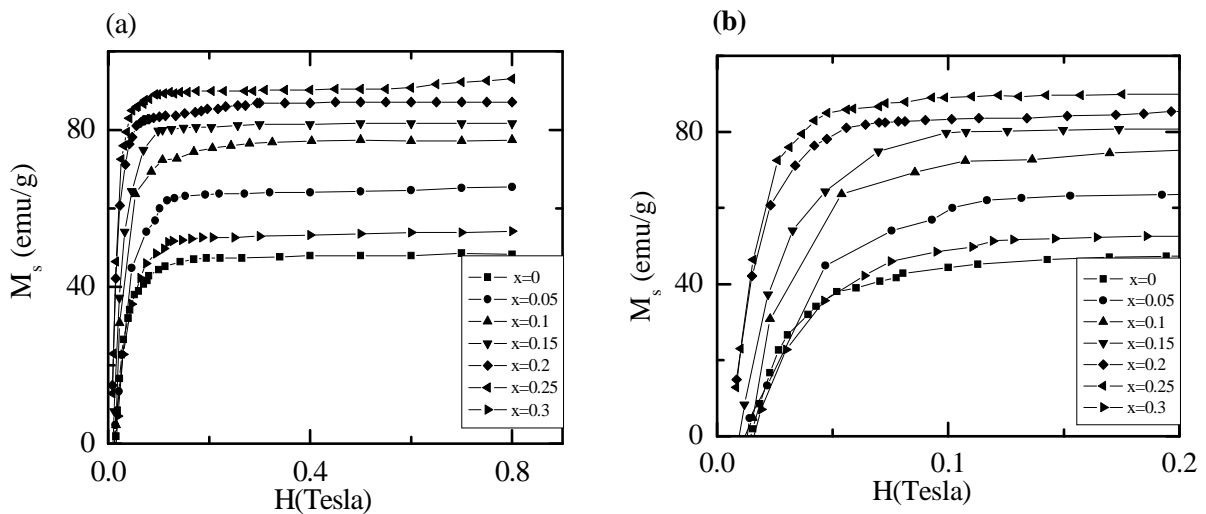 (a)
M_s (emu/g)
80
40
0
0.0 0.4 0.8
H(Tesla)
x=0
x=0.05
x=0.1
x=0.15
x=0.2
x=0.25
x=0.3
(b)
M_s (emu/g)
80
40
0
0.0 0.1 0.2
H(Tesla)
x=0
x=0.05
x=0.1
x=0.15
x=0.2
x=0.25
x=0.3